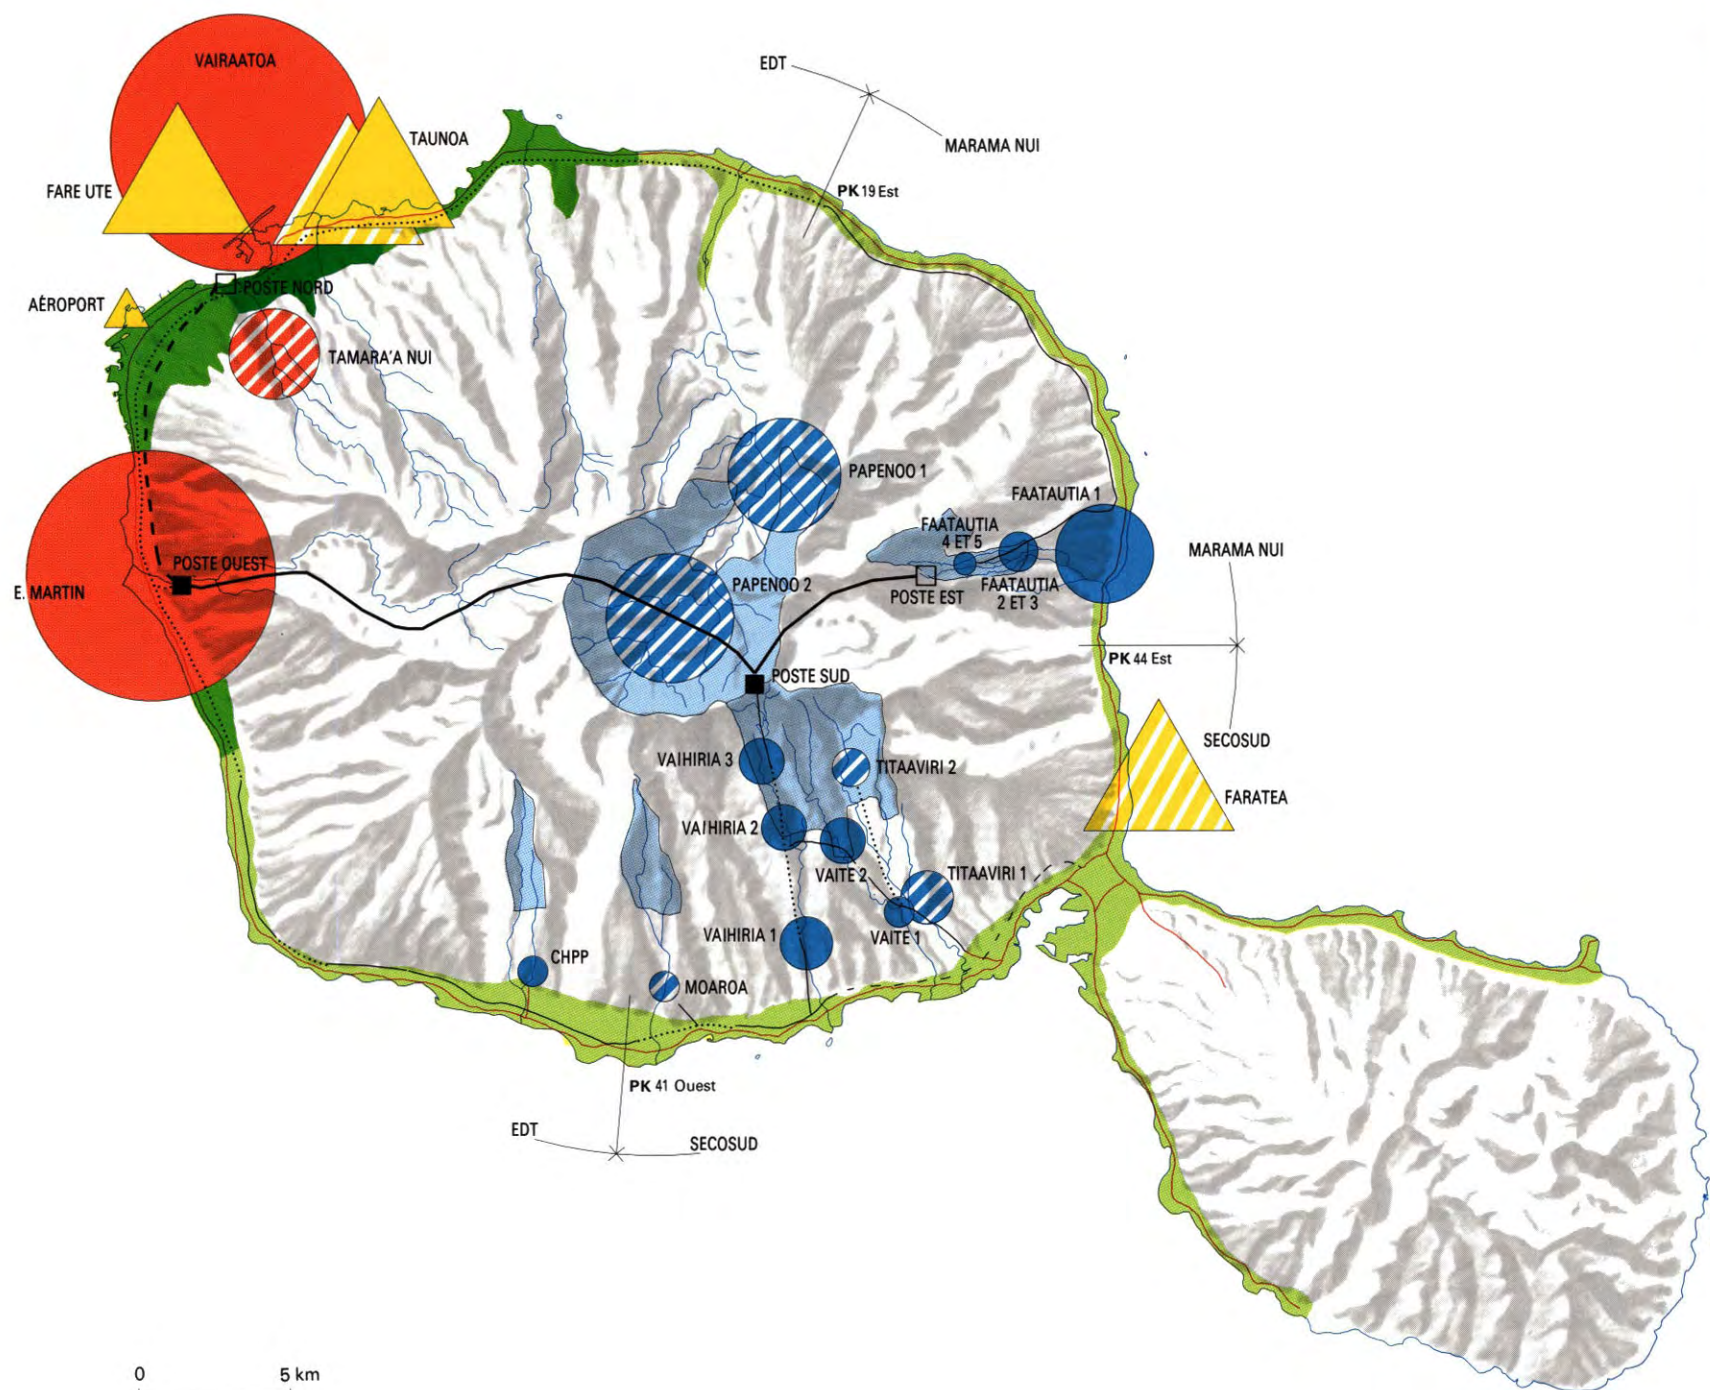 VAIRAATOA
EDT
TAUNOA
MARAMA NUI
FARE UTE
PK 19 Est
POSTE NORD
AÉROPORT
TAMARA'A NUI
PAPENOO 1
FAATAUTIA 1
FAATAUTIA
4 ET 5
MARAMA NUI
POSTE OUEST
PAPENOO 2
FAATAUTIA
2 ET 3
E. MARTIN
POSTE EST
PK 44 Est
POSTE SUD
SECOSUD
VAIHIRIA 3
TITAAVIRI 2
FARATEA
VAIHIRIA 2
VAITE 2
TITAAVIRI 1
VAIHIRIA 1
VAITE 1
CHPP
MOAROA
PK 41 Ouest
EDT
SECOSUD
0
5 km